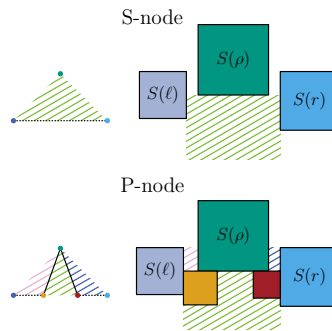 S-node
S(ρ)
S(ℓ)
S(r)
P-node
S(ρ)
S(ℓ)
S(r)